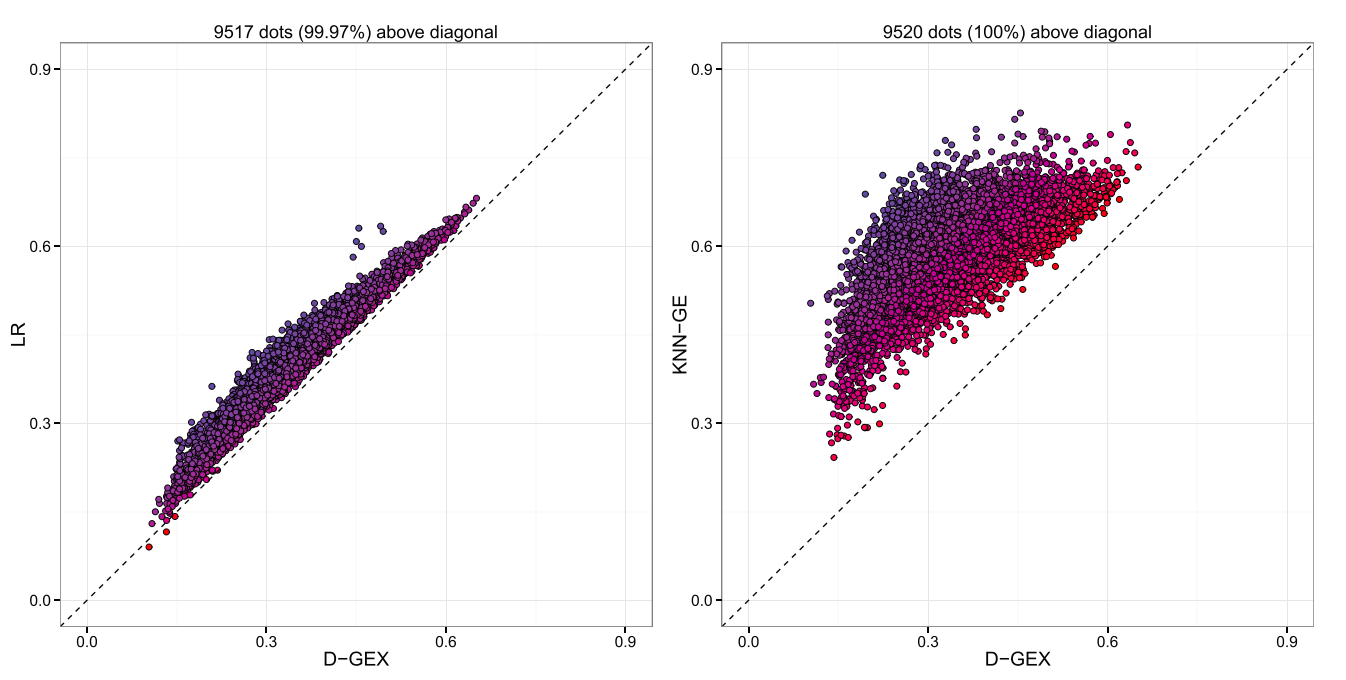 9517 dots (99.97%) above diagonal
0.9
0.6
0.3
0.0
LR
0.0 0.3 0.6 0.9
D−GEX
9520 dots (100%) above diagonal
0.9
0.6
0.3
0.0
KNN−GE
0.0 0.3 0.6 0.9
D−GEX